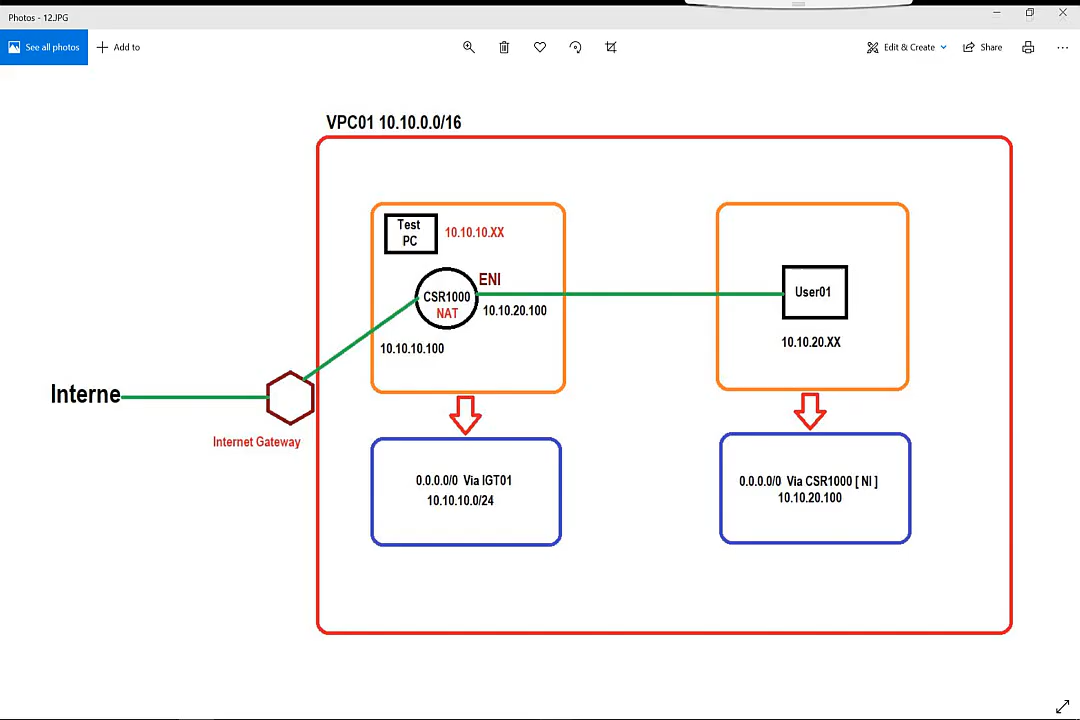 Photos - 12.JPG
See all photos
Add to
Edit & Create
Share
VPC01 10.10.0.0/16
Test
PC
10.10.10.XX
ENI
CSR1000
NAT
10.10.20.100
10.10.10.100
User01
10.10.20.XX
Interne
Internet Gateway
0.0.0.0/0 Via IGT01
10.10.10.0/24
0.0.0.0/0 Via CSR1000 [ NI ]
10.10.20.100